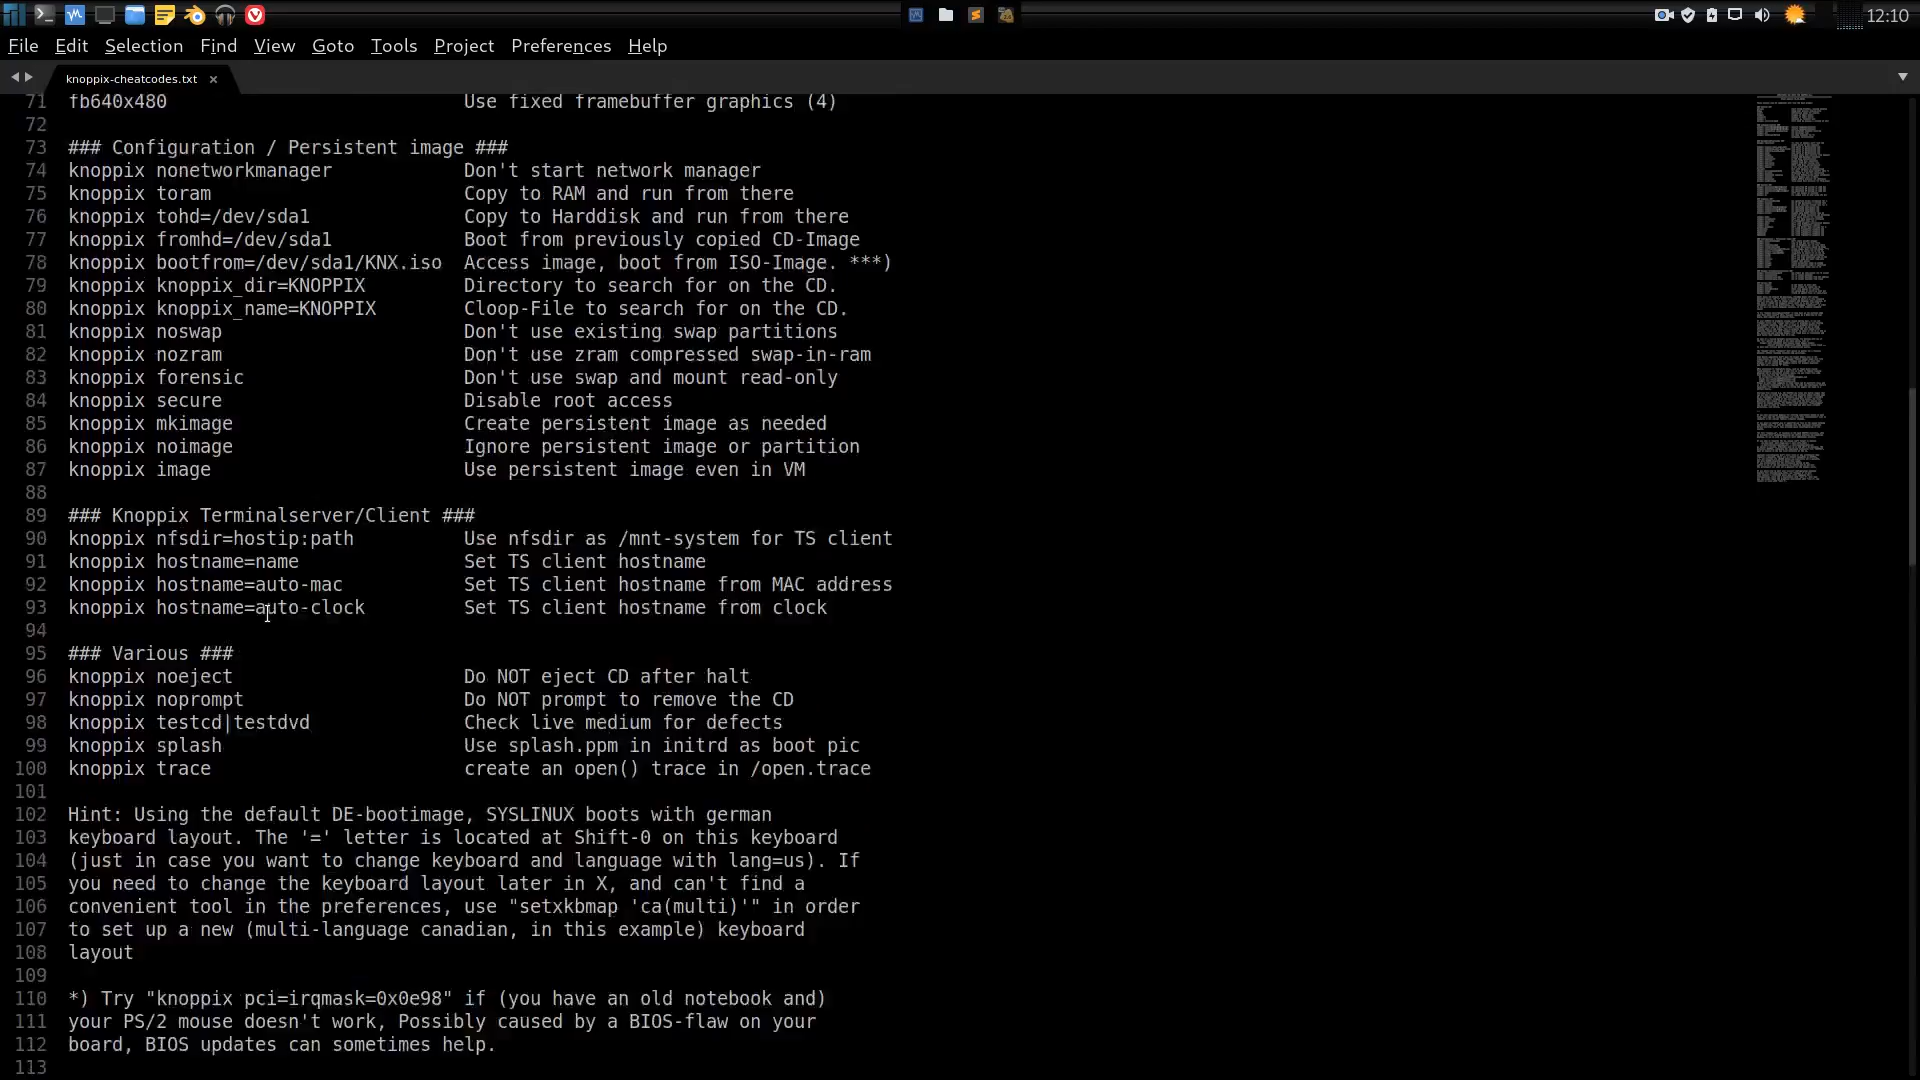 12:10
File Edit Selection Find View Goto Tools Project Preferences Help
knoppix-cheatcodes.txt ×
71 fb640x480 Use fixed framebuffer graphics (4)
72
73 ### Configuration / Persistent image ###
74 knoppix nonetworkmanager Don't start network manager
75 knoppix toram Copy to RAM and run from there
76 knoppix tohd=/dev/sda1 Copy to Harddisk and run from there
77 knoppix fromhd=/dev/sda1 Boot from previously copied CD-Image
78 knoppix bootfrom=/dev/sda1/KNX.iso Access image, boot from ISO-Image. ***)
79 knoppix knoppix_dir=KNOPPIX Directory to search for on the CD.
80 knoppix knoppix_name=KNOPPIX Cloop-File to search for on the CD.
81 knoppix noswap Don't use existing swap partitions
82 knoppix nozram Don't use zram compressed swap-in-ram
83 knoppix forensic Don't use swap and mount read-only
84 knoppix secure Disable root access
85 knoppix mkimage Create persistent image as needed
86 knoppix noimage Ignore persistent image or partition
87 knoppix image Use persistent image even in VM
88
89 ### Knoppix Terminalserver/Client ###
90 knoppix nfsdir=hostip:path Use nfsdir as /mnt-system for TS client
91 knoppix hostname=name Set TS client hostname
92 knoppix hostname=auto-mac Set TS client hostname from MAC address
93 knoppix hostname=auto-clock Set TS client hostname from clock
94
95 ### Various ###
96 knoppix noeject Do NOT eject CD after halt
97 knoppix noprompt Do NOT prompt to remove the CD
98 knoppix testcd|testdvd Check live medium for defects
99 knoppix splash Use splash.ppm in initrd as boot pic
100 knoppix trace create an open() trace in /open.trace
101
102 Hint: Using the default DE-bootimage, SYSLINUX boots with german
103 keyboard layout. The '=' letter is located at Shift-0 on this keyboard
104 (just in case you want to change keyboard and language with lang=us). If
105 you need to change the keyboard layout later in X, and can't find a
106 convenient tool in the preferences, use "setxkbmap 'ca(multi)'" in order
107 to set up a new (multi-language canadian, in this example) keyboard
108 layout
109
110 *) Try "knoppix pci=irqmask=0x0e98" if (you have an old notebook and)
111 your PS/2 mouse doesn't work, Possibly caused by a BIOS-flaw on your
112 board, BIOS updates can sometimes help.
113